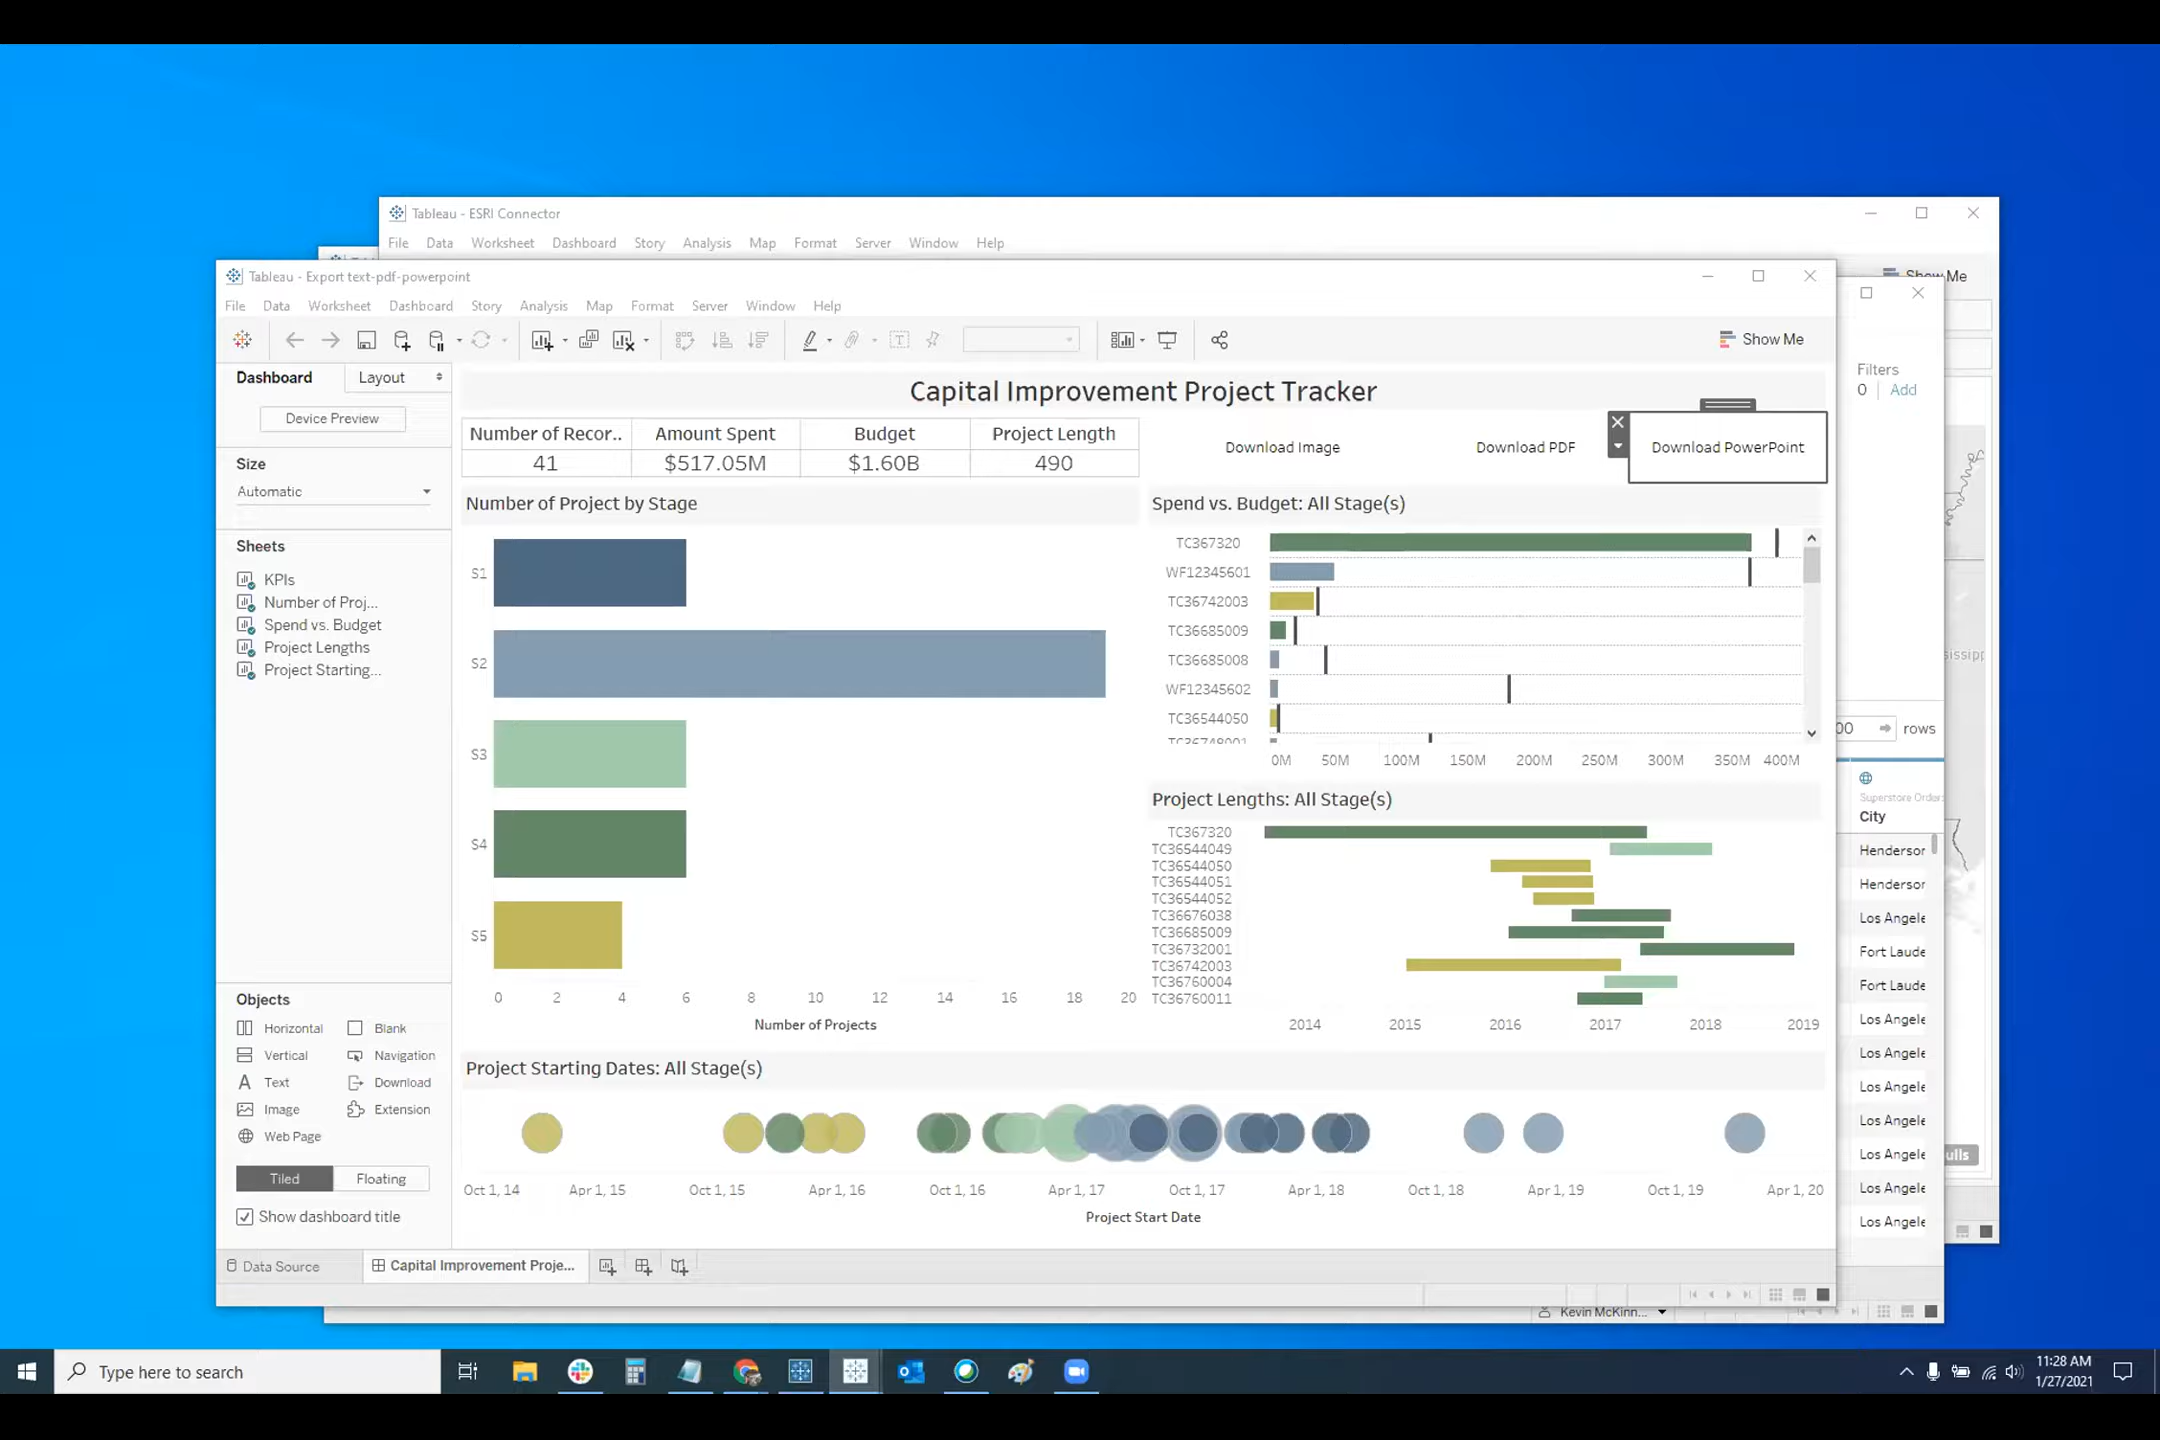 Tableau - ESRI Connector
File Data Worksheet Dashboard Story Analysis Map Format Server Window Help
Show Me
Tableau - Export text-pdf-powerpoint
File Data Worksheet Dashboard Story Analysis Map Format Server Window Help
Show Me
Dashboard Layout
Device Preview
Size
Automatic
Sheets
KPIs
Number of Proj...
Spend vs. Budget
Project Lengths
Project Starting...
Objects
Horizontal Blank
Vertical Navigation
Text Download
Image Extension
Web Page
Tiled Floating
Show dashboard title
Capital Improvement Project Tracker
Number of Recor.. Amount Spent Budget Project Length
41 $517.05M $1.60B 490
Download Image Download PDF Download PowerPoint
Number of Project by Stage
S1
S2
S3
S4
S5
0 2 4 6 8 10 12 14 16 18 20
Number of Projects
Spend vs. Budget: All Stage(s)
TC367320
WF12345601
TC36742003
TC36685009
TC36685008
WF12345602
TC36544050
TC36748001
0M 50M 100M 150M 200M 250M 300M 350M 400M
Project Lengths: All Stage(s)
TC367320
TC36544049
TC36544050
TC36544051
TC36544052
TC36676038
TC36685009
TC36732001
TC36742003
TC36760004
TC36760011
2014 2015 2016 2017 2018 2019
Project Starting Dates: All Stage(s)
Oct 1, 14 Apr 1, 15 Oct 1, 15 Apr 1, 16 Oct 1, 16 Apr 1, 17 Oct 1, 17 Apr 1, 18 Oct 1, 18 Apr 1, 19 Oct 1, 19 Apr 1, 20
Project Start Date
Data Source Capital Improvement Proje...
Filters
0 Add
rows
Superstore Orders
City
Henderson
Henderson
Los Angele
Fort Laude
Fort Laude
Los Angele
Los Angele
Los Angele
Los Angele
Los Angele
Los Angele
Los Angele
Kevin McKinn...
Type here to search
11:28 AM
1/27/2021